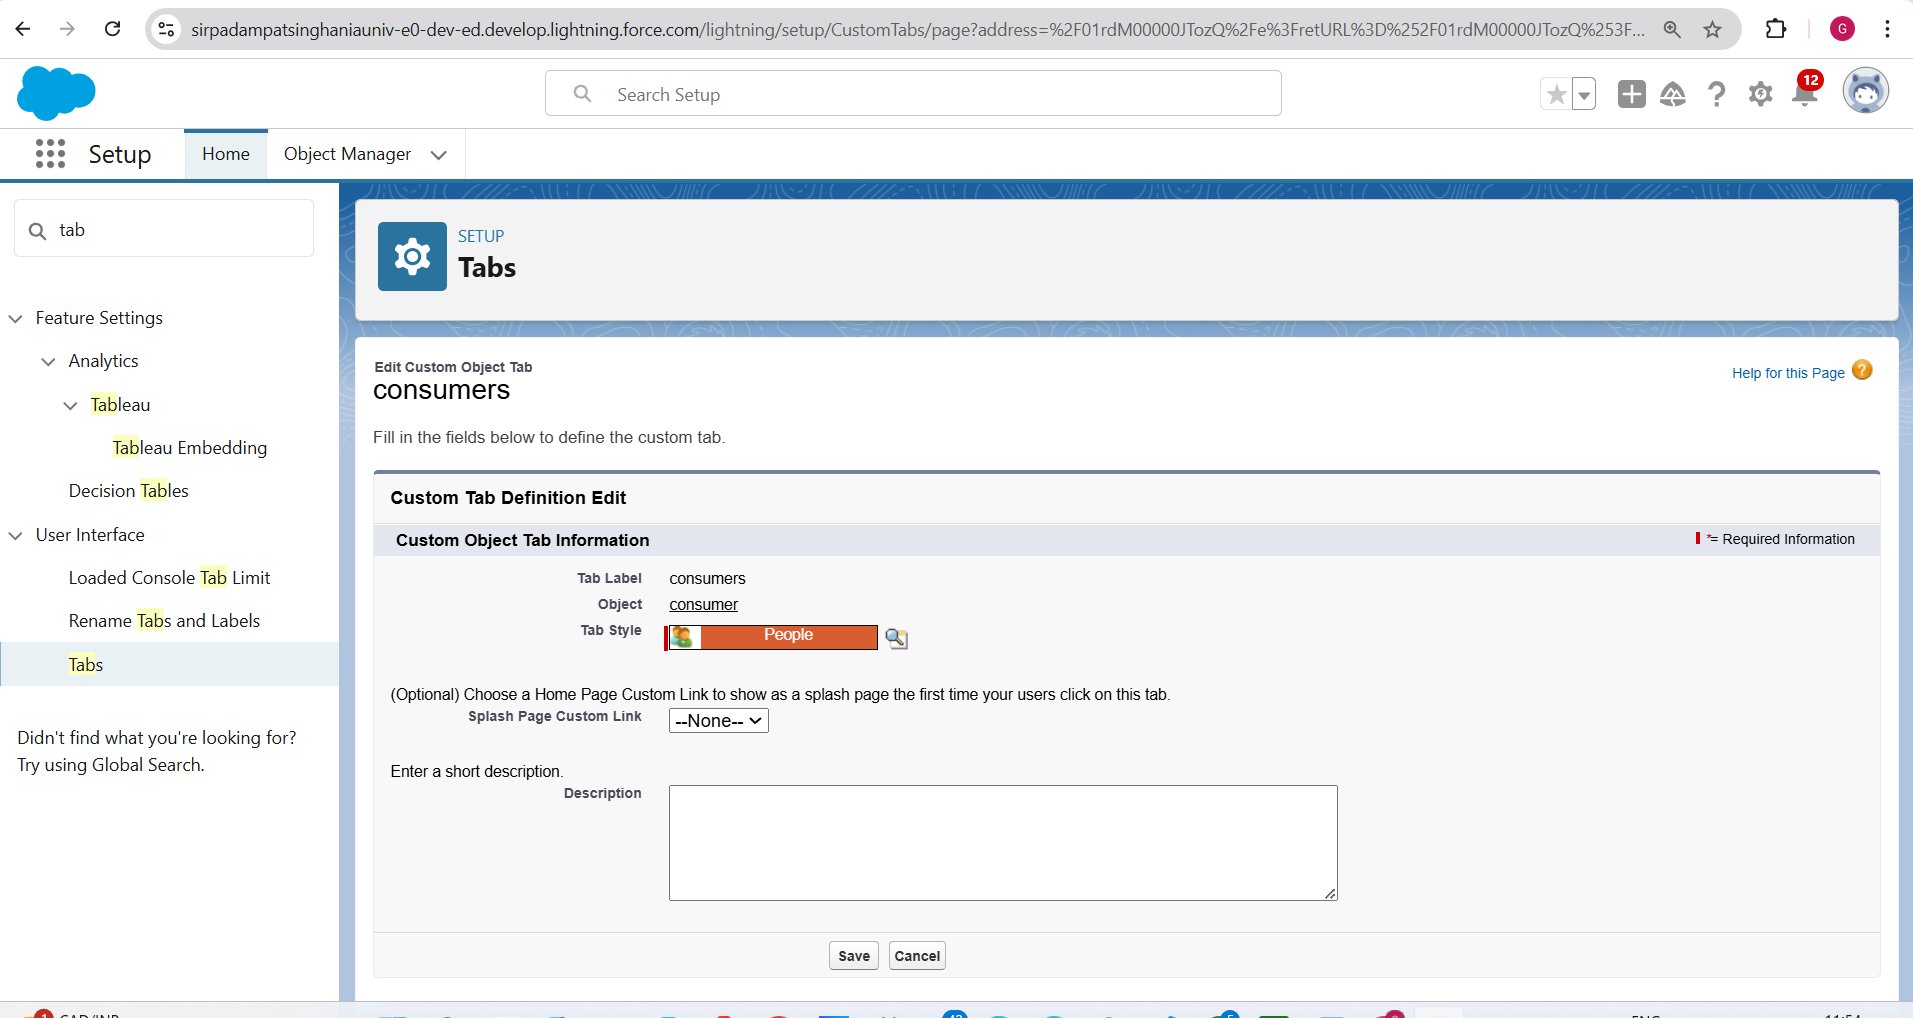 sirpadampatsinghaniauniv-e0-dev-ed.develop.lightning.force.com/lightning/setup/CustomTabs/page?address=%2F01rdM00000JTozQ%2Fe%3FretURL%3D%252F01rdM00000JTozQ%253F...
G
Search Setup
12
Setup
Home
Object Manager
tab
SETUP
Tabs
Feature Settings
Analytics
Tableau
Tableau Embedding
Decision Tables
User Interface
Loaded Console Tab Limit
Rename Tabs and Labels
Tabs
Didn't find what you're looking for?
Try using Global Search.
Edit Custom Object Tab
consumers
Help for this Page
Fill in the fields below to define the custom tab.
Custom Tab Definition Edit
Custom Object Tab Information
*= Required Information
Tab Label consumers
Object consumer
Tab Style People
(Optional) Choose a Home Page Custom Link to show as a splash page the first time your users click on this tab.
Splash Page Custom Link --None--
Enter a short description.
Description
Save Cancel